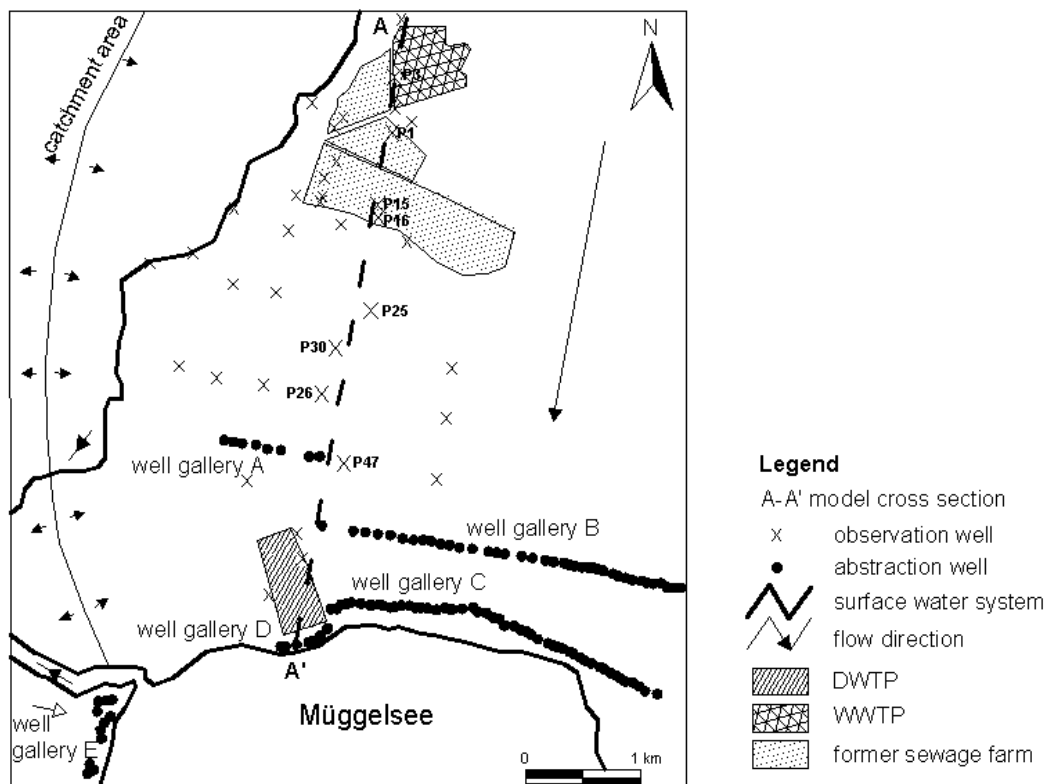 A
N
catchment area
P3
P1
P15
P16
P25
P30
P26
P47
well gallery A
well gallery B
well gallery C
well gallery D
A'
Müggelsee
well
gallery E
0 1 km
Legend
A-A' model cross section
observation well
abstraction well
surface water system
flow direction
DWTP
WWTP
former sewage farm